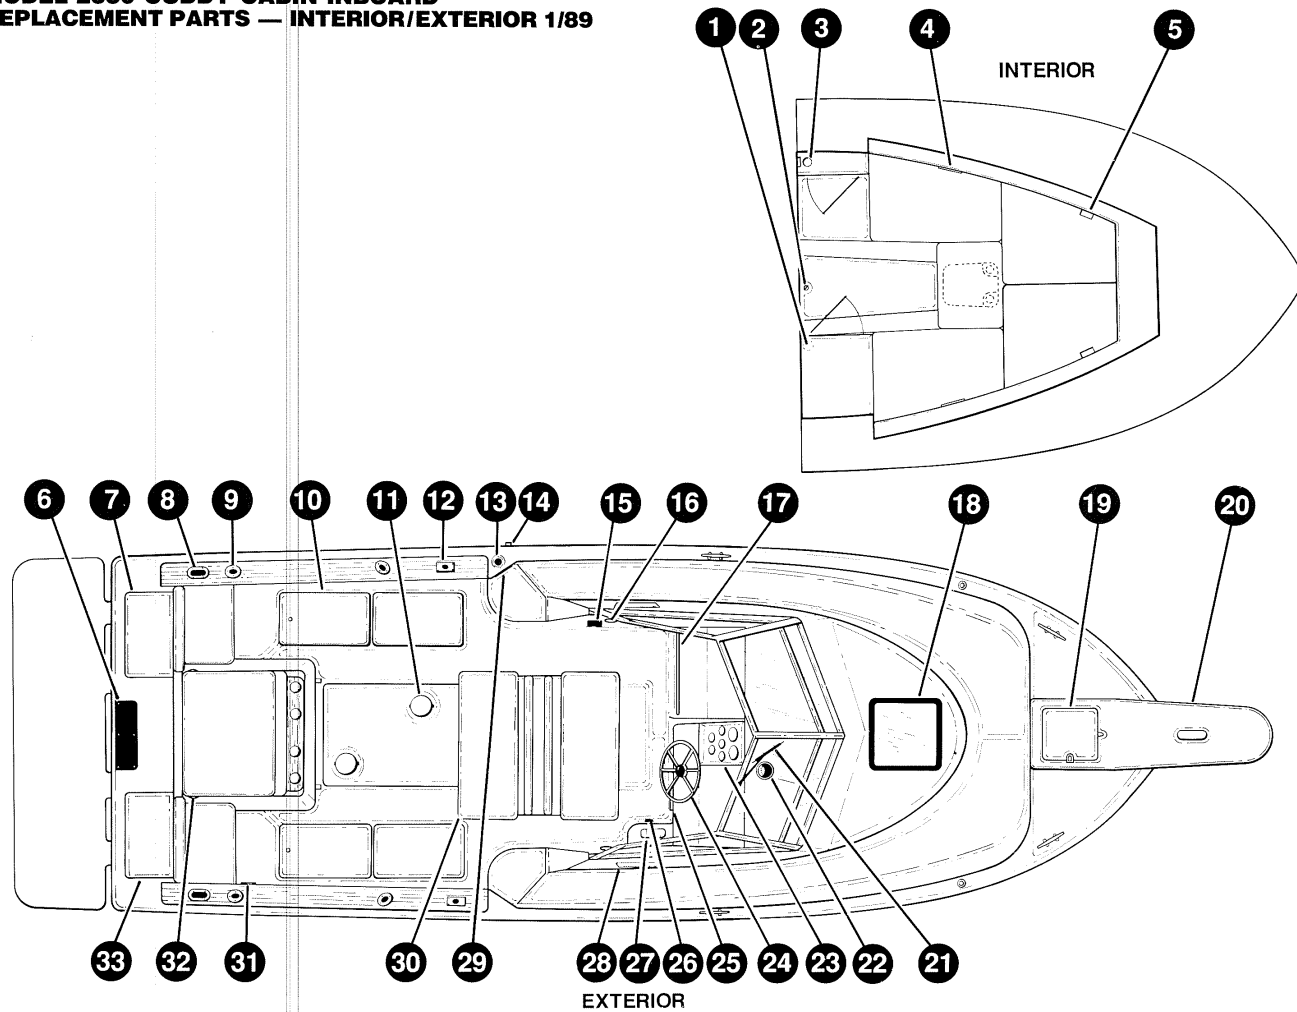 REPLACEMENT PARTS — INTERIOR/EXTERIOR 1/89
1 2 3 4 5
INTERIOR
6 7 8 9 10 11 12 13 14 15 16 17 18 19 20
33 32 31 30 29 28 27 26 25 24 23 22 21
EXTERIOR